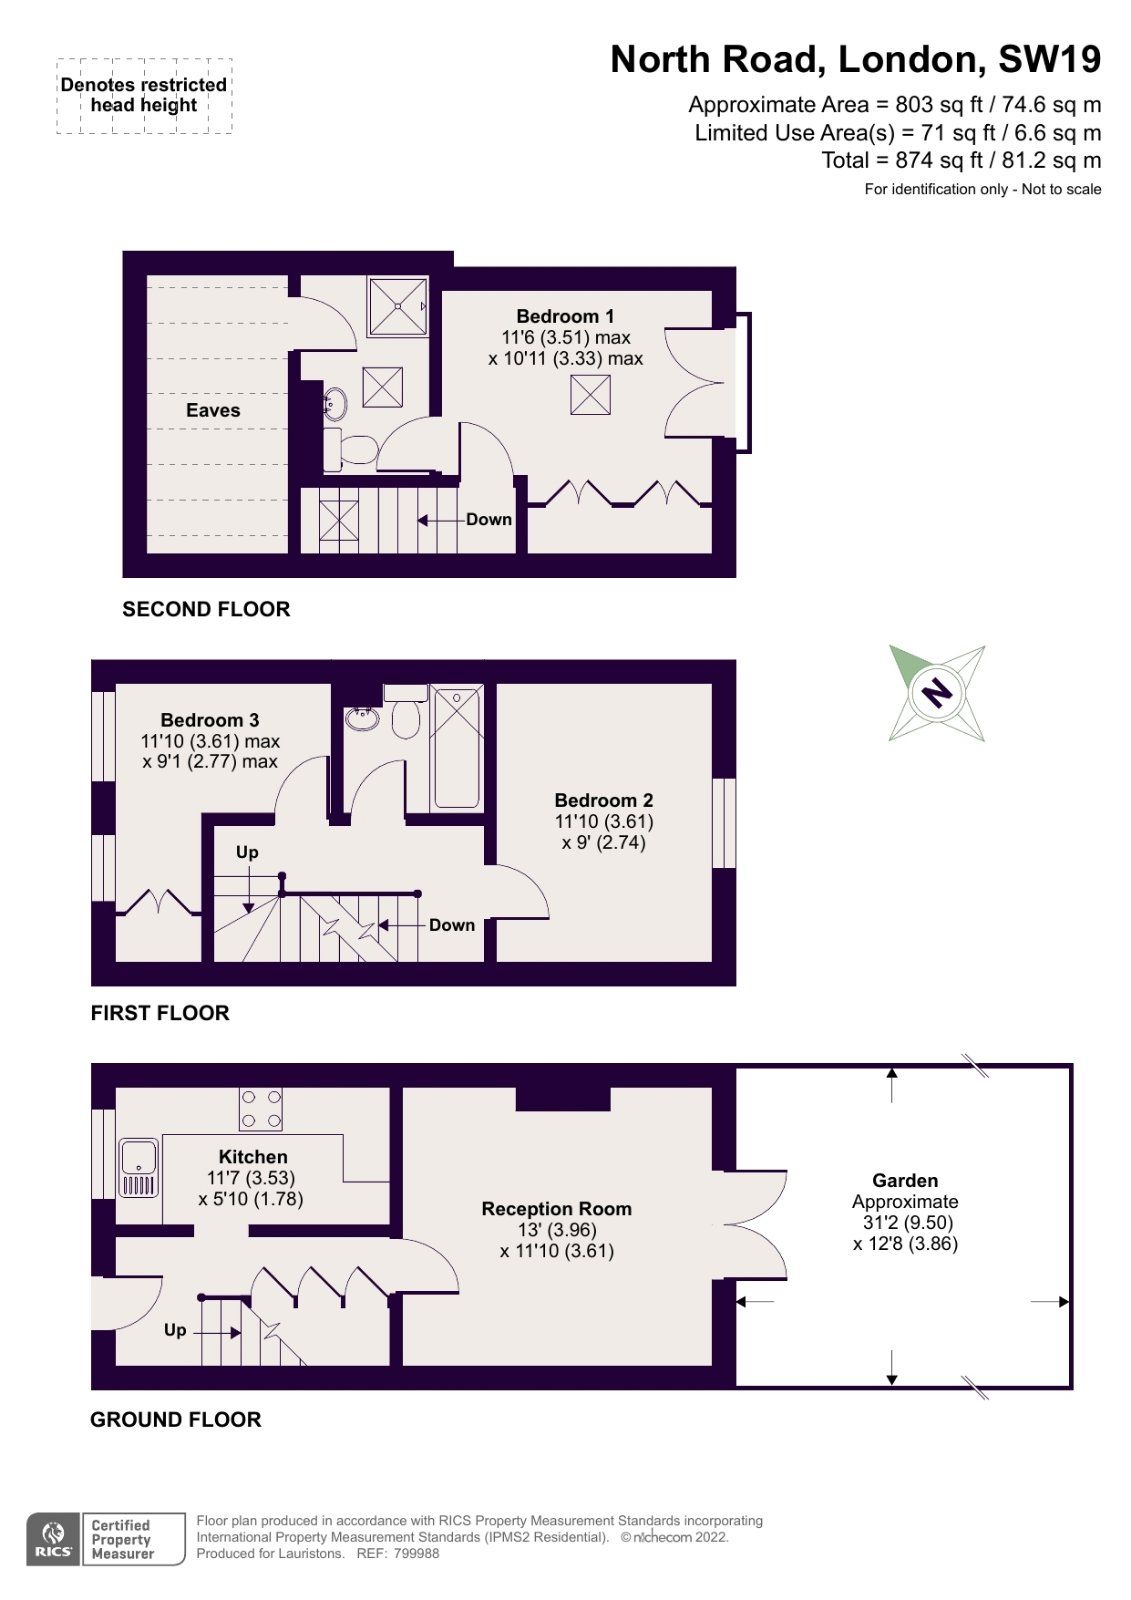 Denotes restricted
head height
North Road, London, SW19
Approximate Area = 803 sq ft / 74.6 sq m
Limited Use Area(s) = 71 sq ft / 6.6 sq m
Total = 874 sq ft / 81.2 sq m
For identification only - Not to scale
Bedroom 1
11'6 (3.51) max
x 10'11 (3.33) max
Eaves
Down
SECOND FLOOR
N
Bedroom 3
11'10 (3.61) max
x 9'1 (2.77) max
Bedroom 2
11'10 (3.61)
x 9' (2.74)
Up
Down
FIRST FLOOR
Kitchen
11'7 (3.53)
x 5'10 (1.78)
Reception Room
13' (3.96)
x 11'10 (3.61)
Garden
Approximate
31'2 (9.50)
x 12'8 (3.86)
Up
GROUND FLOOR
RICS
Certified
Property
Measurer
Floor plan produced in accordance with RICS Property Measurement Standards incorporating
International Property Measurement Standards (IPMS2 Residential). © nichecom 2022.
Produced for Lauristons. REF: 799988